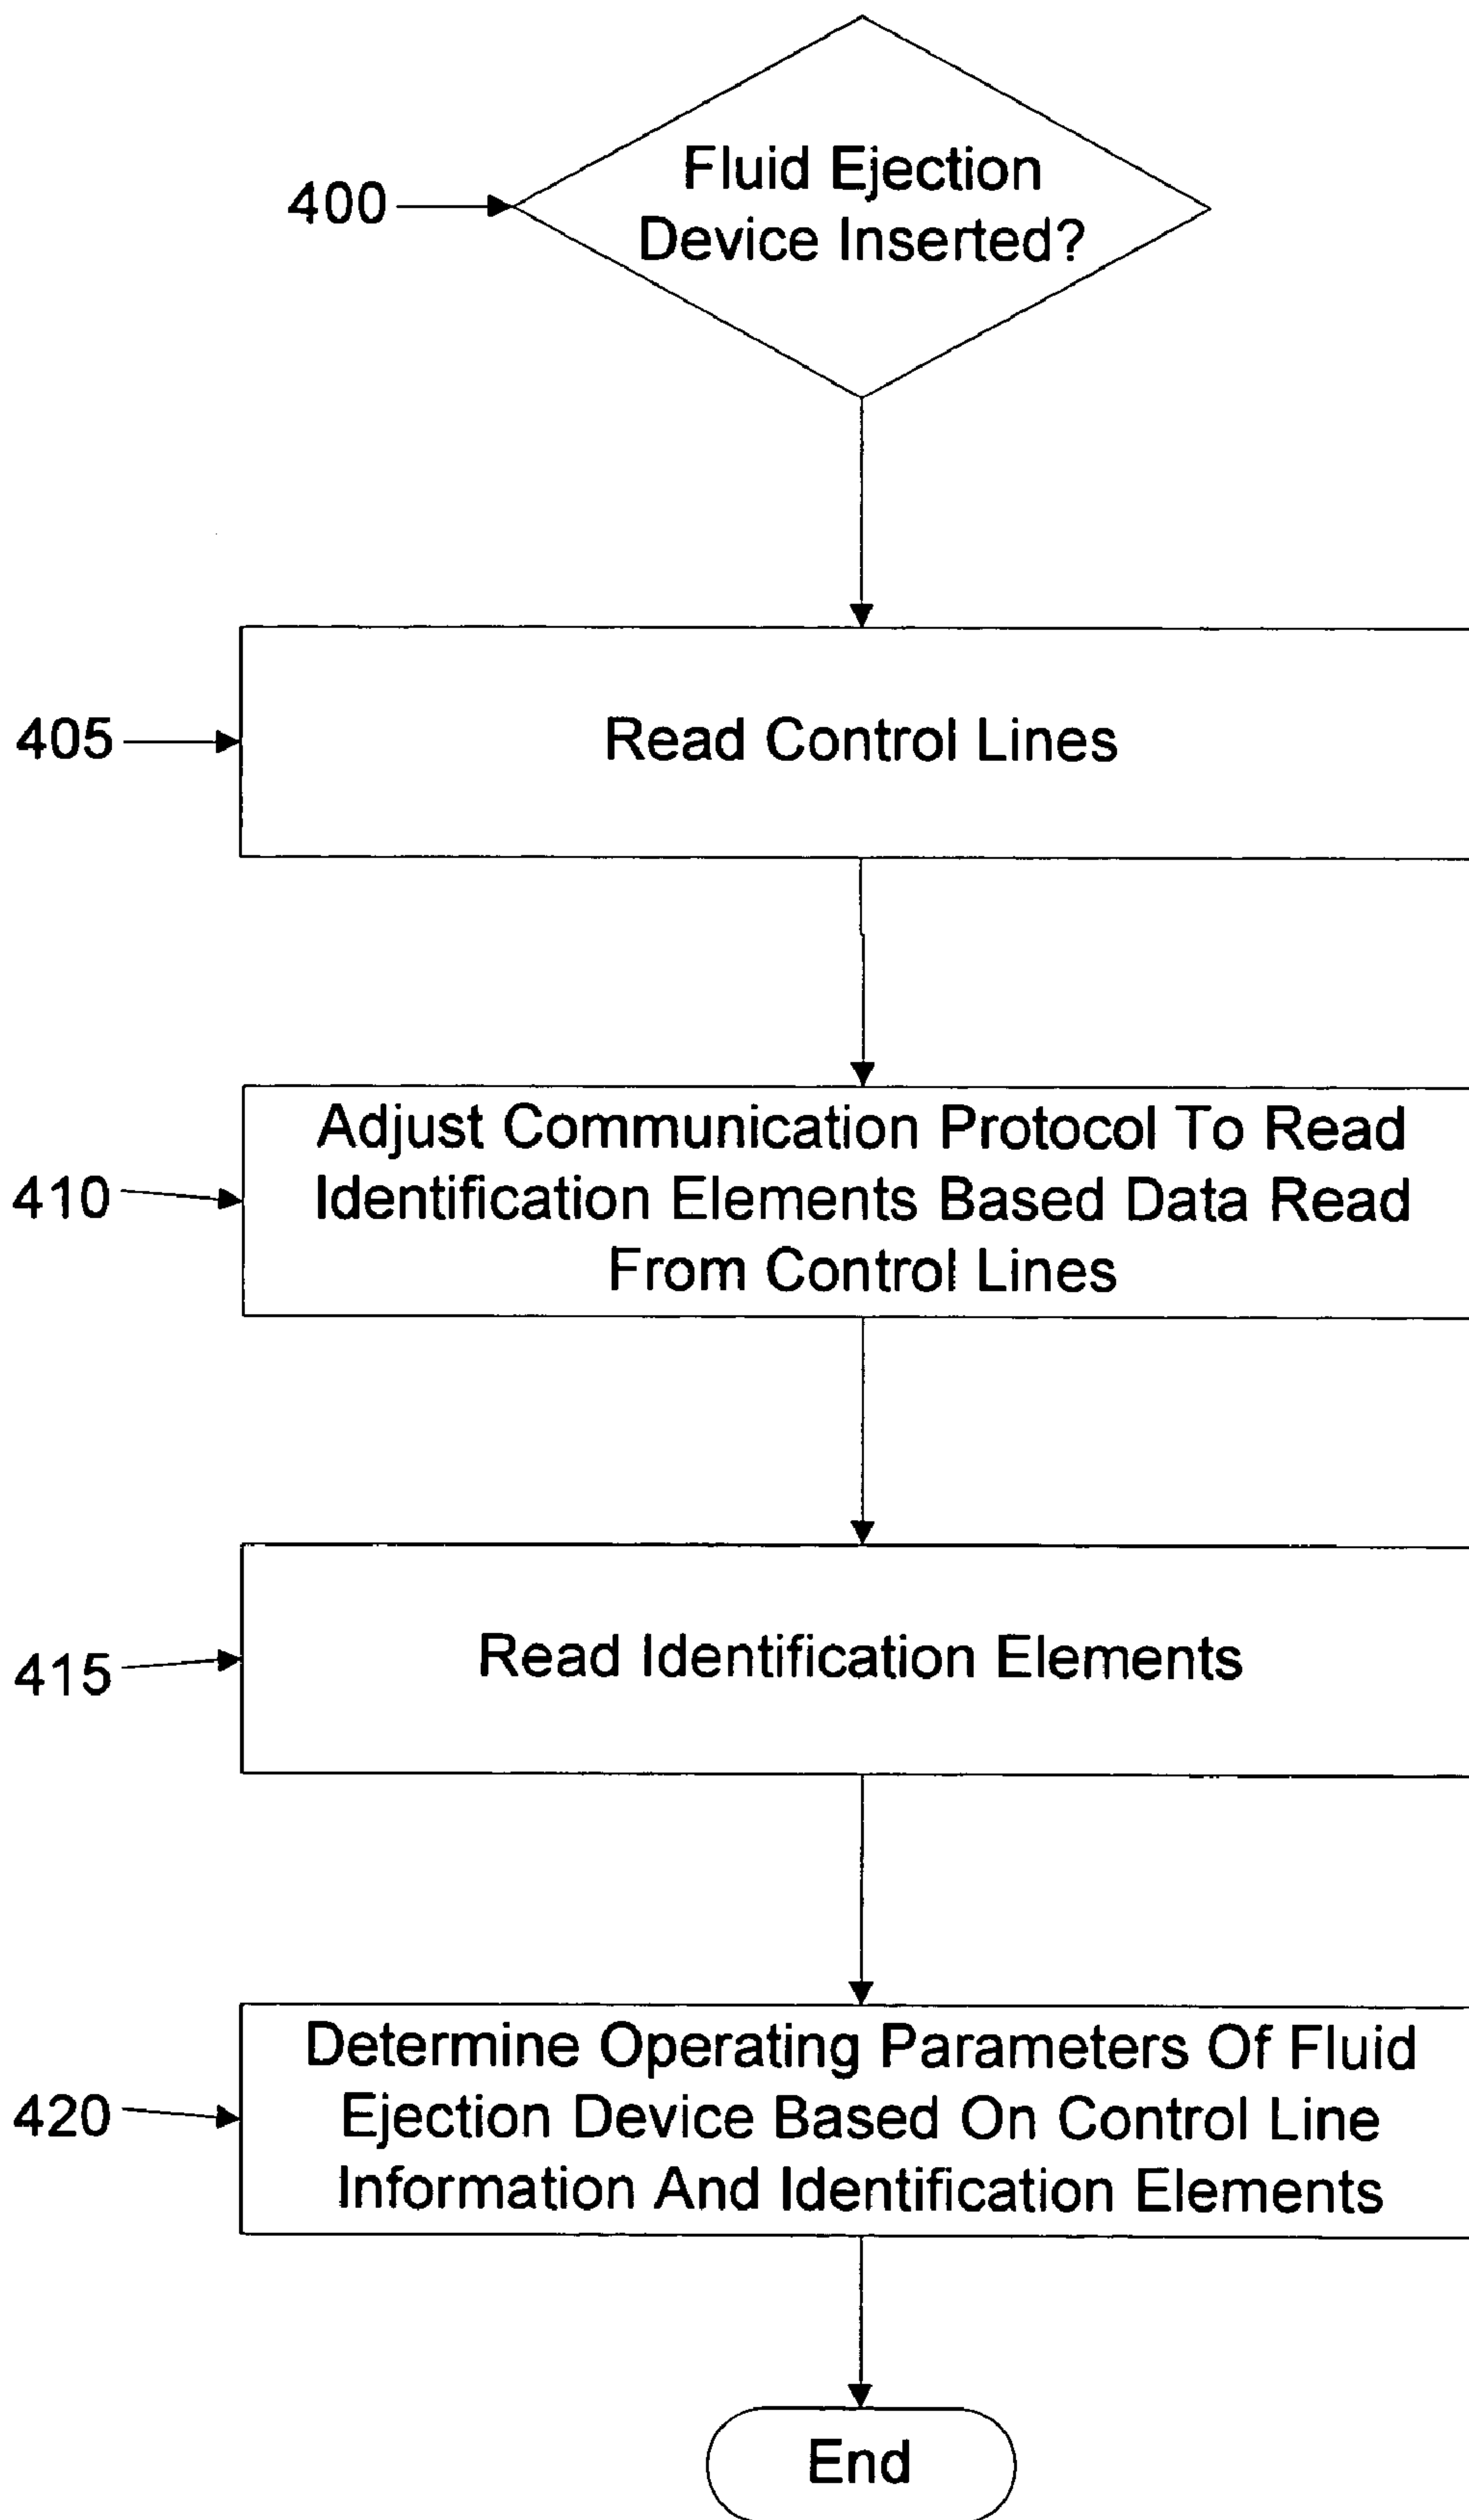 400
Fluid Ejection
Device Inserted?
405
Read Control Lines
410
Adjust Communication Protocol To Read
Identification Elements Based Data Read
From Control Lines
415
Read Identification Elements
420
Determine Operating Parameters Of Fluid
Ejection Device Based On Control Line
Information And Identification Elements
End